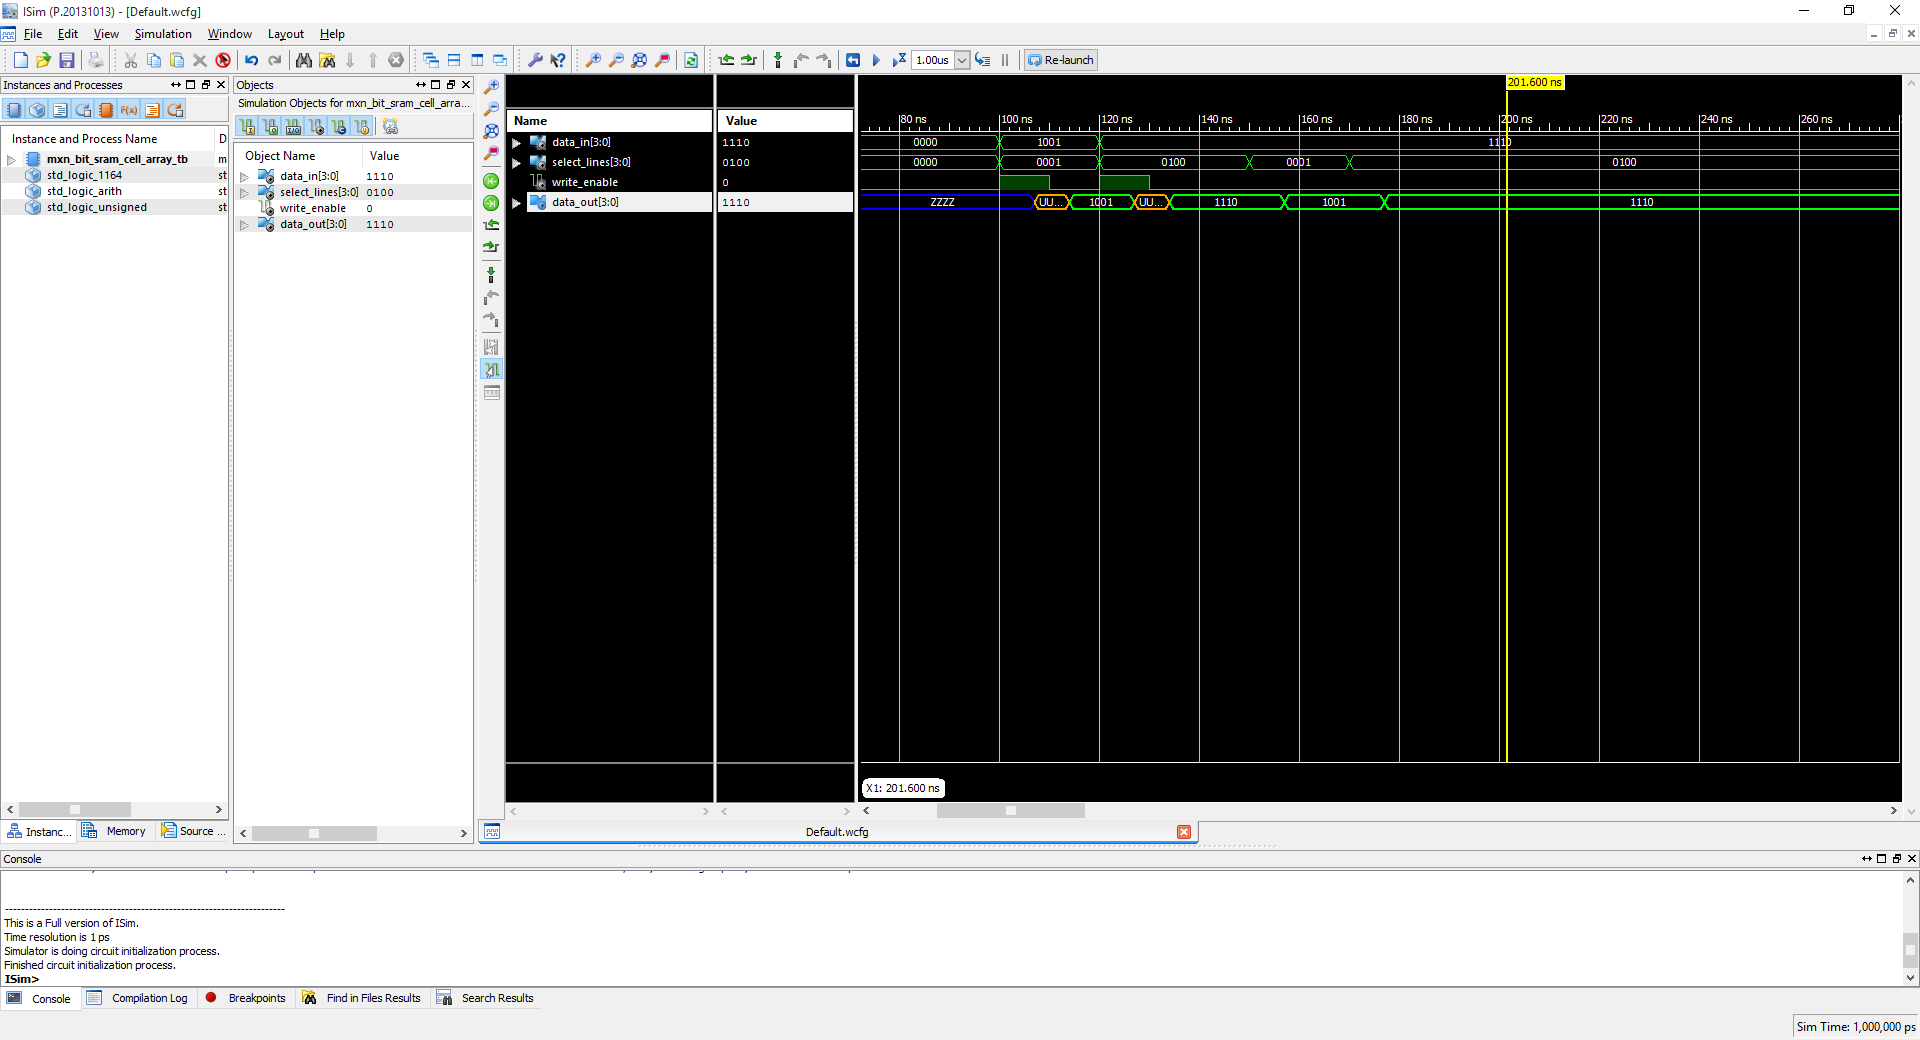 ISim (P.20131013) - [Default.wcfg]
File Edit View Simulation Window Layout Help
1.00us Re-launch
Instances and Processes
Instance and Process Name D
mxn_bit_sram_cell_array_tb m
std_logic_1164 st
std_logic_arith st
std_logic_unsigned st
Instanc... Memory Source ...
Objects
Simulation Objects for mxn_bit_sram_cell_arra...
Object Name Value
data_in[3:0] 1110
select_lines[3:0] 0100
write_enable 0
data_out[3:0] 1110
Name Value
data_in[3:0] 1110
select_lines[3:0] 0100
write_enable 0
data_out[3:0] 1110
201.600 ns
80 ns 100 ns 120 ns 140 ns 160 ns 180 ns 200 ns 220 ns 240 ns 260 ns
0000 1001 1110
0000 0001 0100 0001 0100
ZZZZ UU... 1001 UU... 1110 1001 1110
X1: 201.600 ns
Default.wcfg
Console
This is a Full version of ISim.
Time resolution is 1 ps
Simulator is doing circuit initialization process.
Finished circuit initialization process.
ISim>
Console Compilation Log Breakpoints Find in Files Results Search Results
Sim Time: 1,000,000 ps